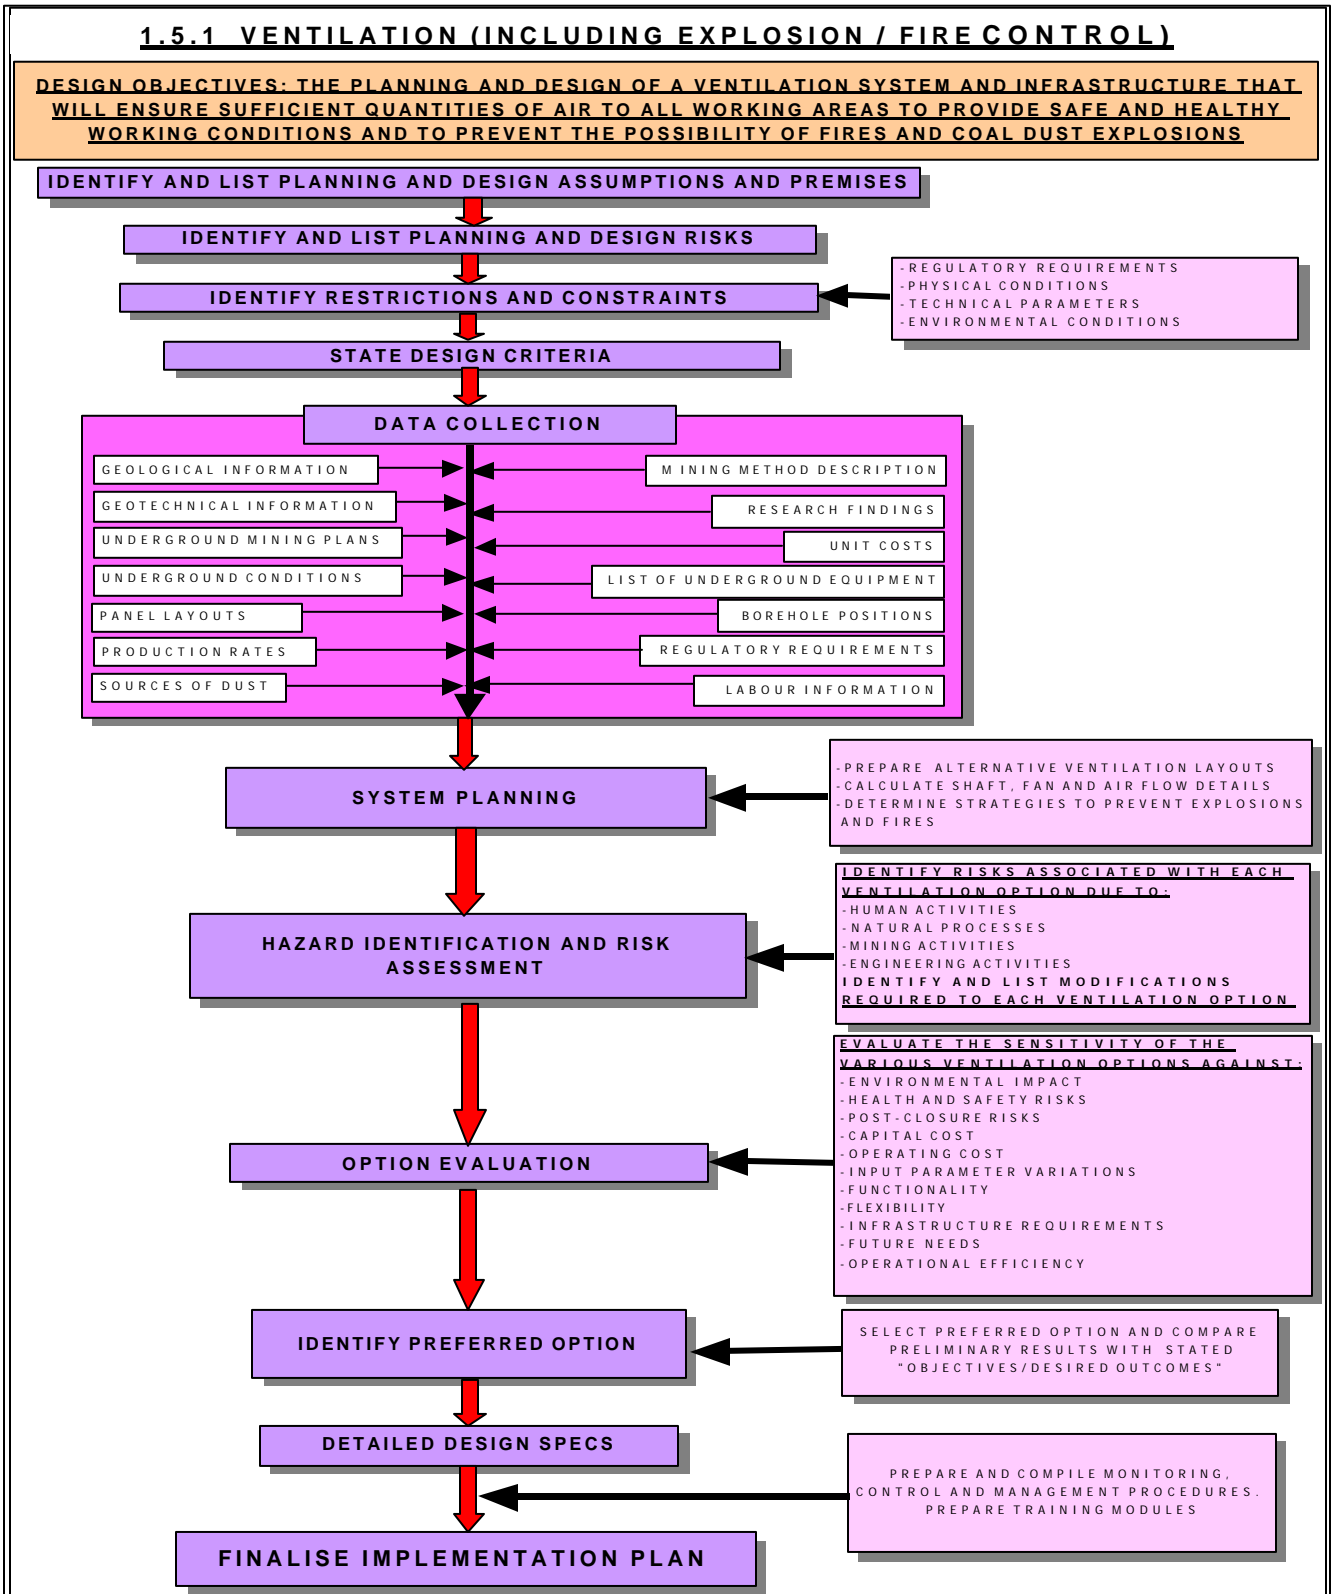 1.5.1 VENTILATION (INCLUDING EXPLOSION / FIRE CONTROL)
DESIGN OBJECTIVES: THE PLANNING AND DESIGN OF A VENTILATION SYSTEM AND INFRASTRUCTURE THAT
WILL ENSURE SUFFICIENT QUANTITIES OF AIR TO ALL WORKING AREAS TO PROVIDE SAFE AND HEALTHY
WORKING CONDITIONS AND TO PREVENT THE POSSIBILITY OF FIRES AND COAL DUST EXPLOSIONS
IDENTIFY AND LIST PLANNING AND DESIGN ASSUMPTIONS AND PREMISES
IDENTIFY AND LIST PLANNING AND DESIGN RISKS
IDENTIFY RESTRICTIONS AND CONSTRAINTS
-REGULATORY REQUIREMENTS
-PHYSICAL CONDITIONS
-TECHNICAL PARAMETERS
-ENVIRONMENTAL CONDITIONS
STATE DESIGN CRITERIA
DATA COLLECTION
GEOLOGICAL INFORMATION
MINING METHOD DESCRIPTION
GEOTECHNICAL INFORMATION
RESEARCH FINDINGS
UNDERGROUND MINING PLANS
UNIT COSTS
UNDERGROUND CONDITIONS
LIST OF UNDERGROUND EQUIPMENT
PANEL LAYOUTS
BOREHOLE POSITIONS
PRODUCTION RATES
REGULATORY REQUIREMENTS
SOURCES OF DUST
LABOUR INFORMATION
SYSTEM PLANNING
-PREPARE ALTERNATIVE VENTILATION LAYOUTS
-CALCULATE SHAFT, FAN AND AIR FLOW DETAILS
-DETERMINE STRATEGIES TO PREVENT EXPLOSIONS
AND FIRES
HAZARD IDENTIFICATION AND RISK
ASSESSMENT
IDENTIFY RISKS ASSOCIATED WITH EACH
VENTILATION OPTION DUE TO:
-HUMAN ACTIVITIES
-NATURAL PROCESSES
-MINING ACTIVITIES
-ENGINEERING ACTIVITIES
IDENTIFY AND LIST MODIFICATIONS
REQUIRED TO EACH VENTILATION OPTION
OPTION EVALUATION
EVALUATE THE SENSITIVITY OF THE
VARIOUS VENTILATION OPTIONS AGAINST:
-ENVIRONMENTAL IMPACT
-HEALTH AND SAFETY RISKS
-POST-CLOSURE RISKS
-CAPITAL COST
-OPERATING COST
-INPUT PARAMETER VARIATIONS
-FUNCTIONALITY
-FLEXIBILITY
-INFRASTRUCTURE REQUIREMENTS
-FUTURE NEEDS
-OPERATIONAL EFFICIENCY
IDENTIFY PREFERRED OPTION
SELECT PREFERRED OPTION AND COMPARE
PRELIMINARY RESULTS WITH STATED
"OBJECTIVES/DESIRED OUTCOMES"
DETAILED DESIGN SPECS
PREPARE AND COMPILE MONITORING,
CONTROL AND MANAGEMENT PROCEDURES.
PREPARE TRAINING MODULES
FINALISE IMPLEMENTATION PLAN